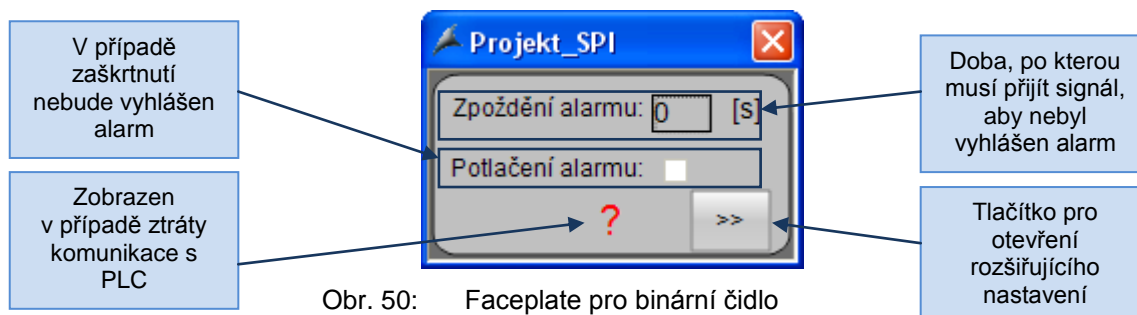 V případě
zaškrtnutí
nebude vyhlášen
alarm
Zobrazen
v případě ztráty
komunikace s
PLC
Projekt_SPI
Zpoždění alarmu: 0 [s]
Potlačení alarmu:
? >>
Doba, po kterou
musí přijít signál,
aby nebyl
vyhlášen alarm
Tlačítko pro
otevření
rozšiřujícího
nastavení
Obr. 50: Faceplate pro binární čidlo